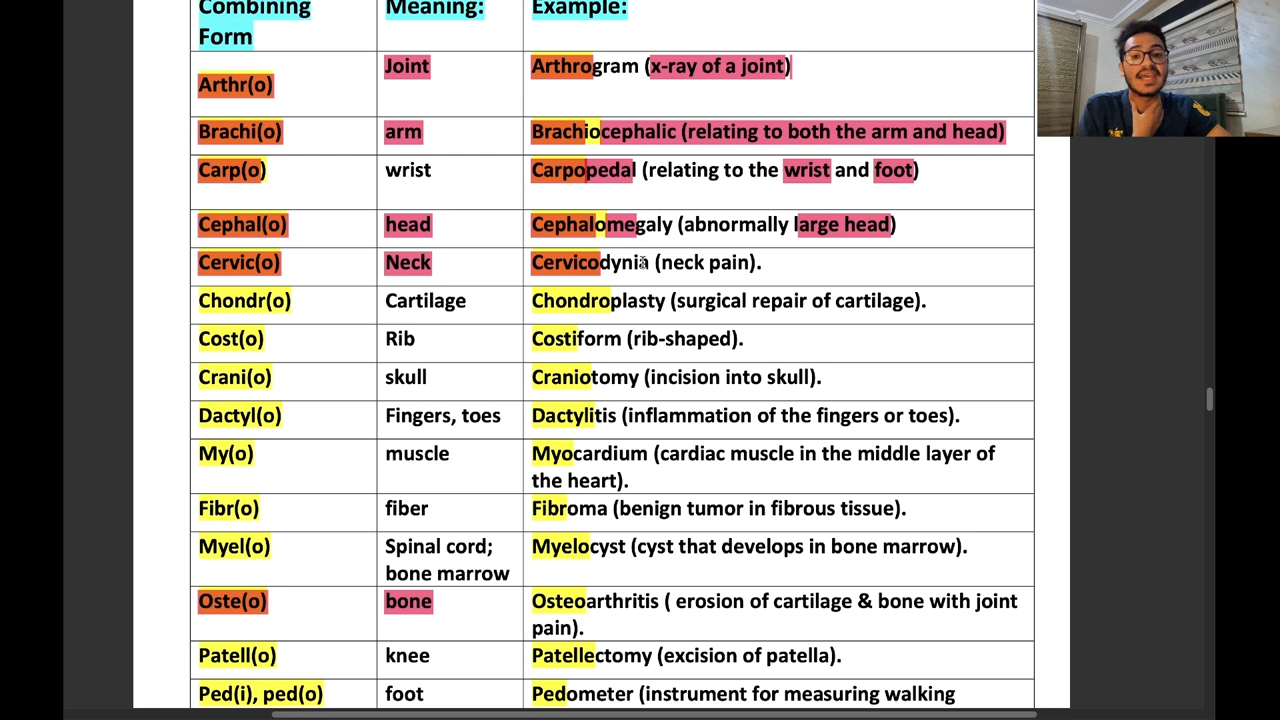 Combining Meaning: Example:
Form
Arthr(o) Joint Arthrogram (x-ray of a joint)
Brachi(o) arm Brachiocephalic (relating to both the arm and head)
Carp(o) wrist Carpopedal (relating to the wrist and foot)
Cephal(o) head Cephalomegaly (abnormally large head)
Cervic(o) Neck Cervicodynia (neck pain).
Chondr(o) Cartilage Chondroplasty (surgical repair of cartilage).
Cost(o) Rib Costiform (rib-shaped).
Crani(o) skull Craniotomy (incision into skull).
Dactyl(o) Fingers, toes Dactylitis (inflammation of the fingers or toes).
My(o) muscle Myocardium (cardiac muscle in the middle layer of
the heart).
Fibr(o) fiber Fibroma (benign tumor in fibrous tissue).
Myel(o) Spinal cord; Myelocyst (cyst that develops in bone marrow).
bone marrow
Oste(o) bone Osteoarthritis ( erosion of cartilage & bone with joint
pain).
Patell(o) knee Patellectomy (excision of patella).
Ped(i), ped(o) foot Pedometer (instrument for measuring walking